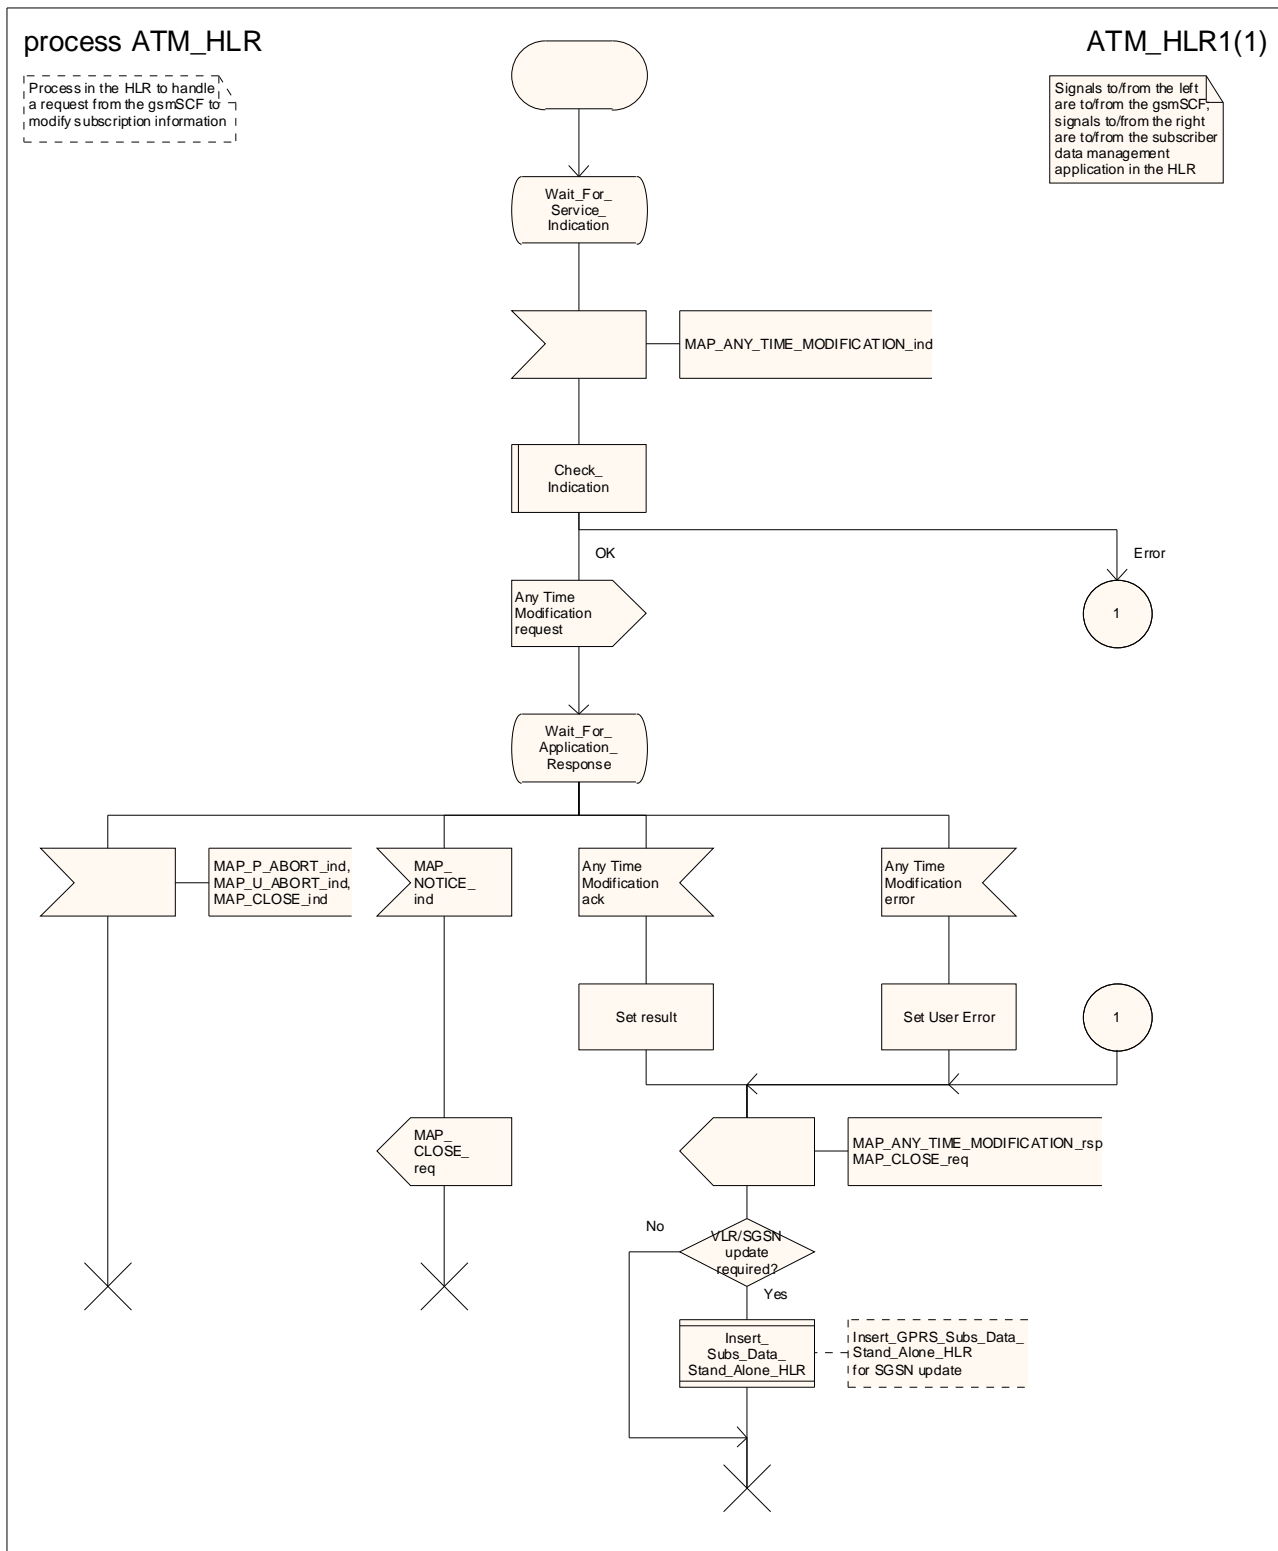 process ATM_HLR
ATM_HLR1(1)
Process in the HLR to handle
a request from the gsmSCF to
modify subscription information
Signals to/from the left
are to/from the gsmSCF;
signals to/from the right
are to/from the subscriber
data management
application in the HLR
Wait_For_
Service_
Indication
MAP_ANY_TIME_MODIFICATION_ind
Check_
Indication
OK
Error
Any Time
Modification
request
1
Wait_For_
Application_
Response
MAP_P_ABORT_ind,
MAP_U_ABORT_ind,
MAP_CLOSE_ind
MAP_
NOTICE_
ind
Any Time
Modification
ack
Any Time
Modification
error
Set result
Set User Error
1
MAP_
CLOSE_
req
MAP_ANY_TIME_MODIFICATION_rsp
MAP_CLOSE_req
No
VLR/SGSN
update
required?
Yes
Insert_
Subs_Data_
Stand_Alone_HLR
Insert_GPRS_Subs_Data_
Stand_Alone_HLR
for SGSN update